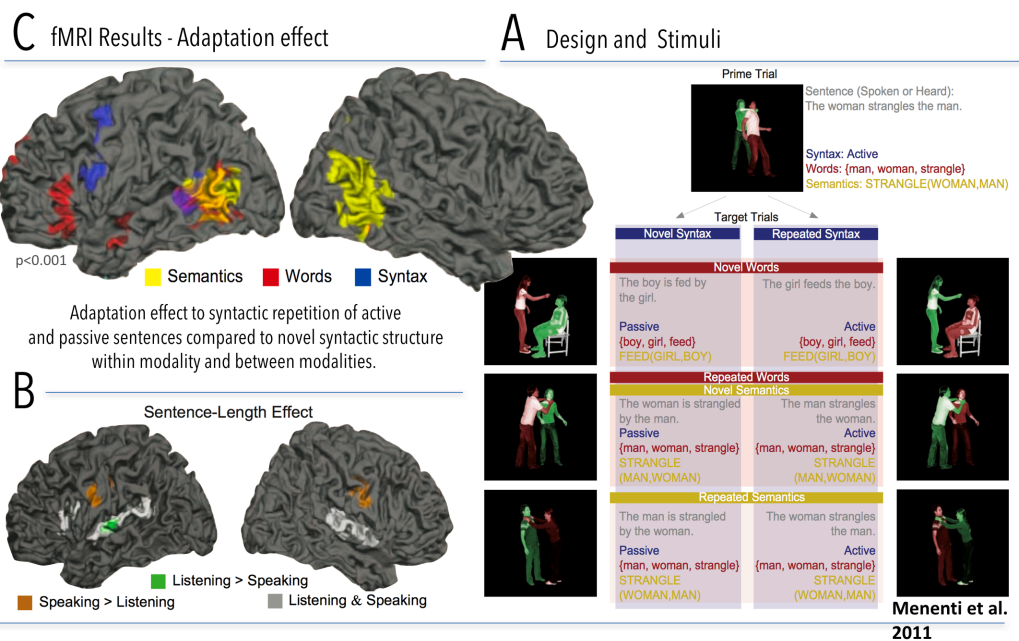 C fMRI Results - Adaptation effect
p<0.001
Semantics
Words
Syntax
Adaptation effect to syntactic repetition of active
and passive sentences compared to novel syntactic structure
within modality and between modalities.
B
Sentence-Length Effect
Listening > Speaking
Speaking > Listening
Listening & Speaking
A Design and Stimuli
Prime Trial
Sentence (Spoken or Heard):
The woman strangles the man.
Syntax: Active
Words: {man, woman, strangle}
Semantics: STRANGLE(WOMAN,MAN)
Target Trials
Novel Syntax
Repeated Syntax
Novel Words
The boy is fed by
the girl.
Passive
{boy, girl, feed}
FEED(GIRL,BOY)
The girl feeds the boy.
Active
{boy, girl, feed}
FEED(GIRL,BOY)
Repeated Words
Novel Semantics
The woman is strangled
by the man.
Passive
{man, woman, strangle}
STRANGLE
(MAN,WOMAN)
The man strangles
the woman.
Active
{man, woman, strangle}
STRANGLE
(MAN,WOMAN)
Repeated Semantics
The man is strangled
by the woman.
Passive
{man, woman, strangle}
STRANGLE
(WOMAN,MAN)
The woman strangles
the man.
Active
{man, woman, strangle}
STRANGLE
(WOMAN,MAN)
Menenti et al.
2011